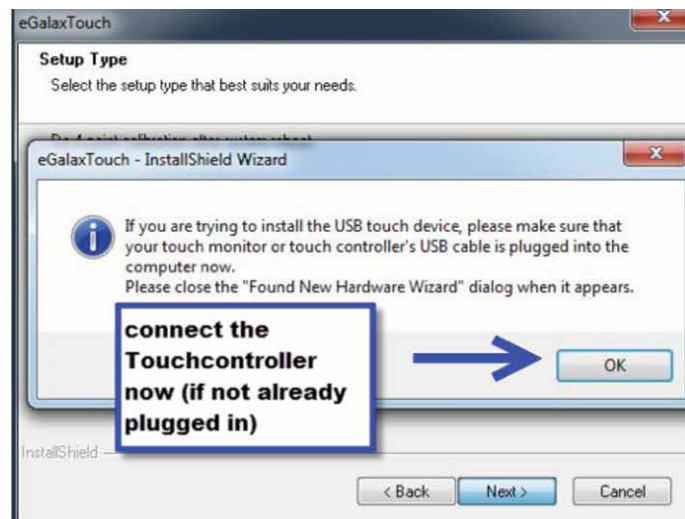 eGalaxTouch
Setup Type
Select the setup type that best suits your needs.
eGalaxTouch - InstallShield Wizard
If you are trying to install the USB touch device, please make sure that
your touch monitor or touch controller's USB cable is plugged into the
computer now.
Please close the "Found New Hardware Wizard" dialog when it appears.
connect the
Touchcontroller
now (if not already
plugged in)
OK
InstallShield
< Back
Next >
Cancel